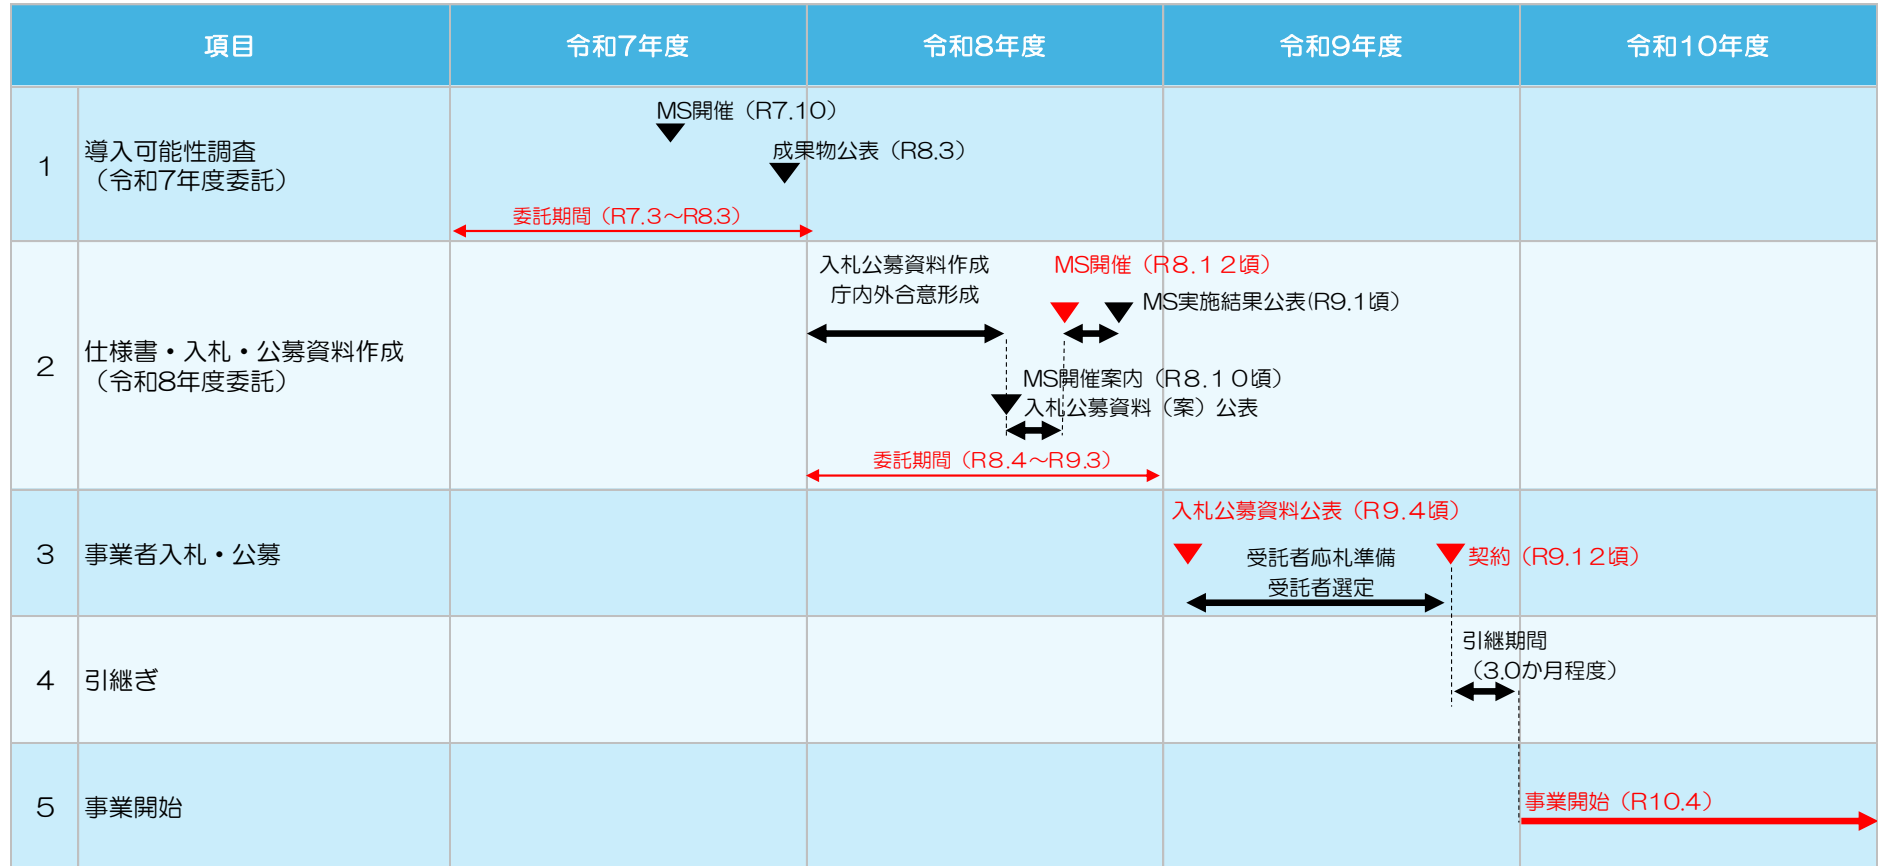 項目
令和7年度
令和8年度
令和9年度
令和10年度
1
導入可能性調査
（令和7年度委託）
MS開催（R7.10）
成果物公表（R8.3）
委託期間（R7.3～R8.3）
2
仕様書・入札・公募資料作成
（令和8年度委託）
入札公募資料作成
庁内外合意形成
MS開催（R8.１２頃）
MS実施結果公表(R9.1頃）
MS開催案内（R８.１０頃）
入札公募資料（案）公表
委託期間（R８.４～R９.３）
3
事業者入札・公募
入札公募資料公表（R９.４頃）
受託者応札準備
受託者選定
契約（R9.１２頃）
4
引継ぎ
引継期間
（3.0か月程度）
5
事業開始
事業開始（R10.4）